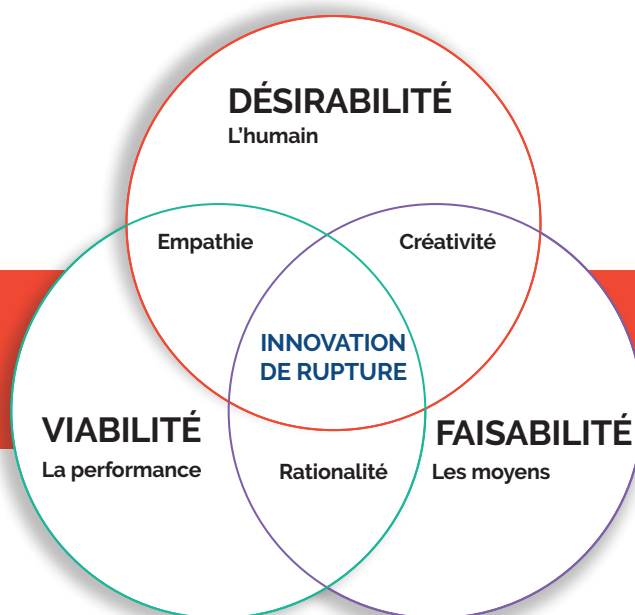 DÉSIRABILITÉ
L'humain
Empathie
Créativité
INNOVATION
DE RUPTURE
VIABILITÉ
La performance
FAISABILITÉ
Les moyens
Rationalité